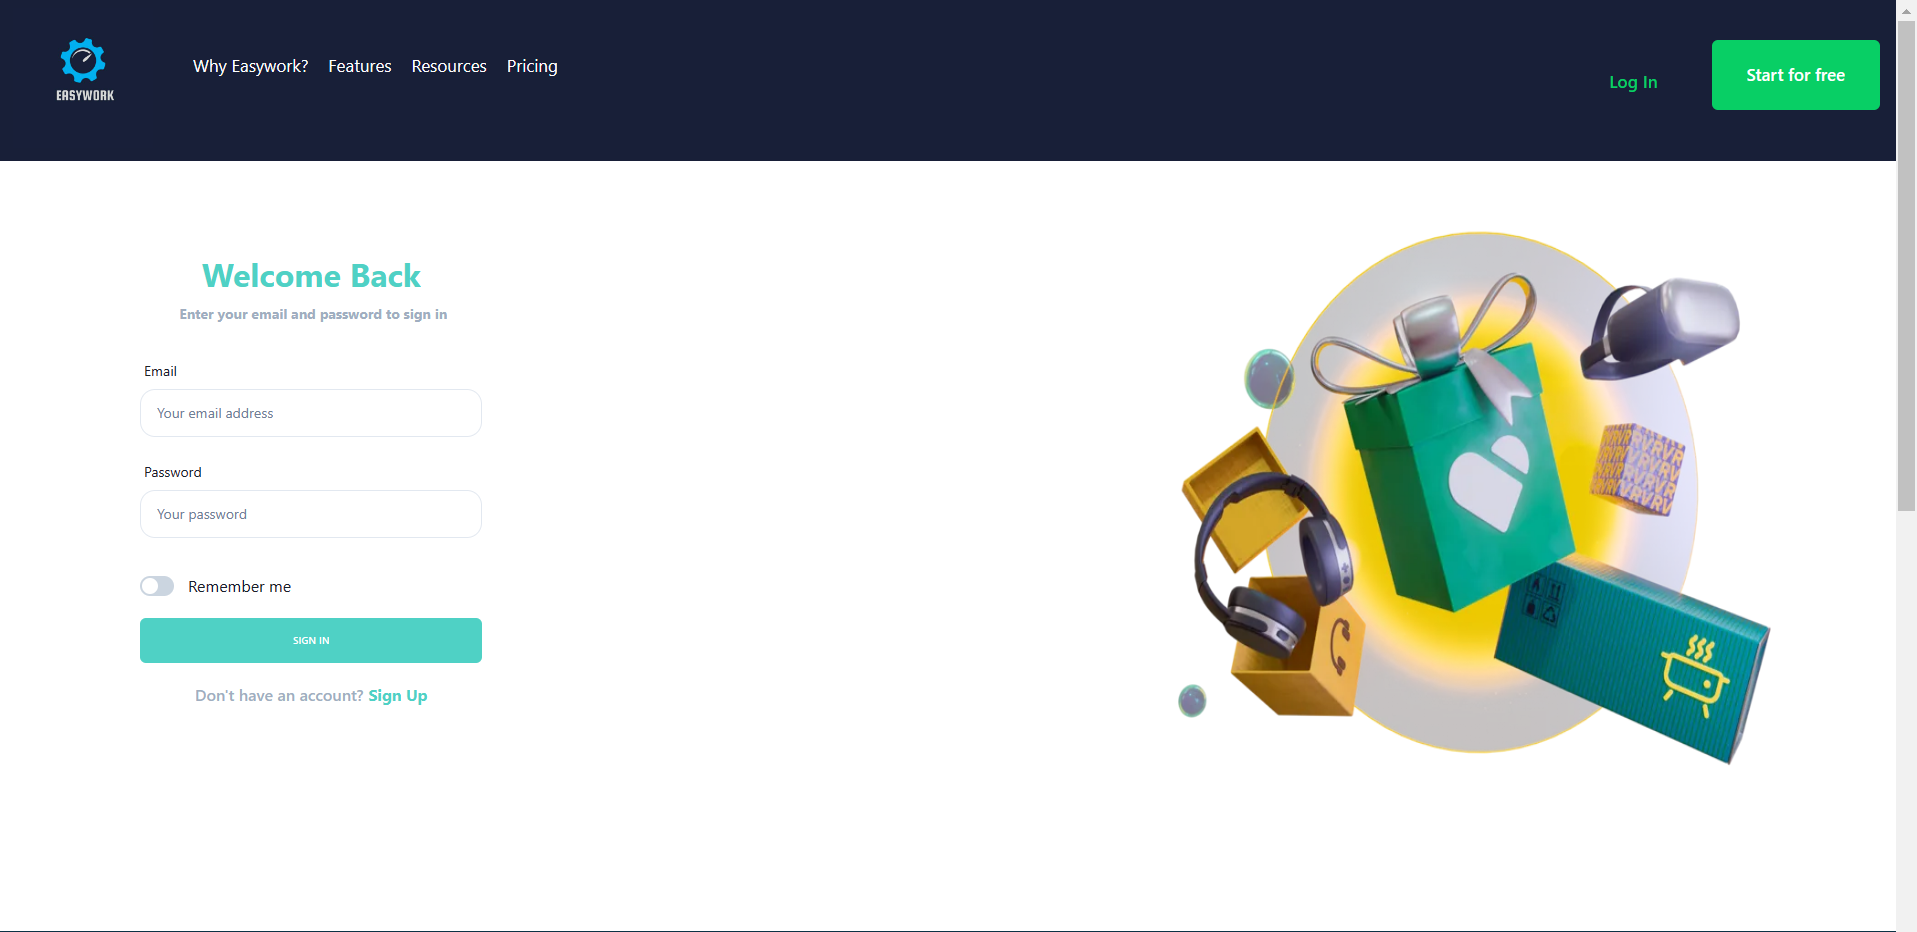 EASYWORK
Why Easywork? Features Resources Pricing
Log In
Start for free
Welcome Back
Enter your email and password to sign in
Email
Your email address
Password
Your password
Remember me
SIGN IN
Don't have an account? Sign Up